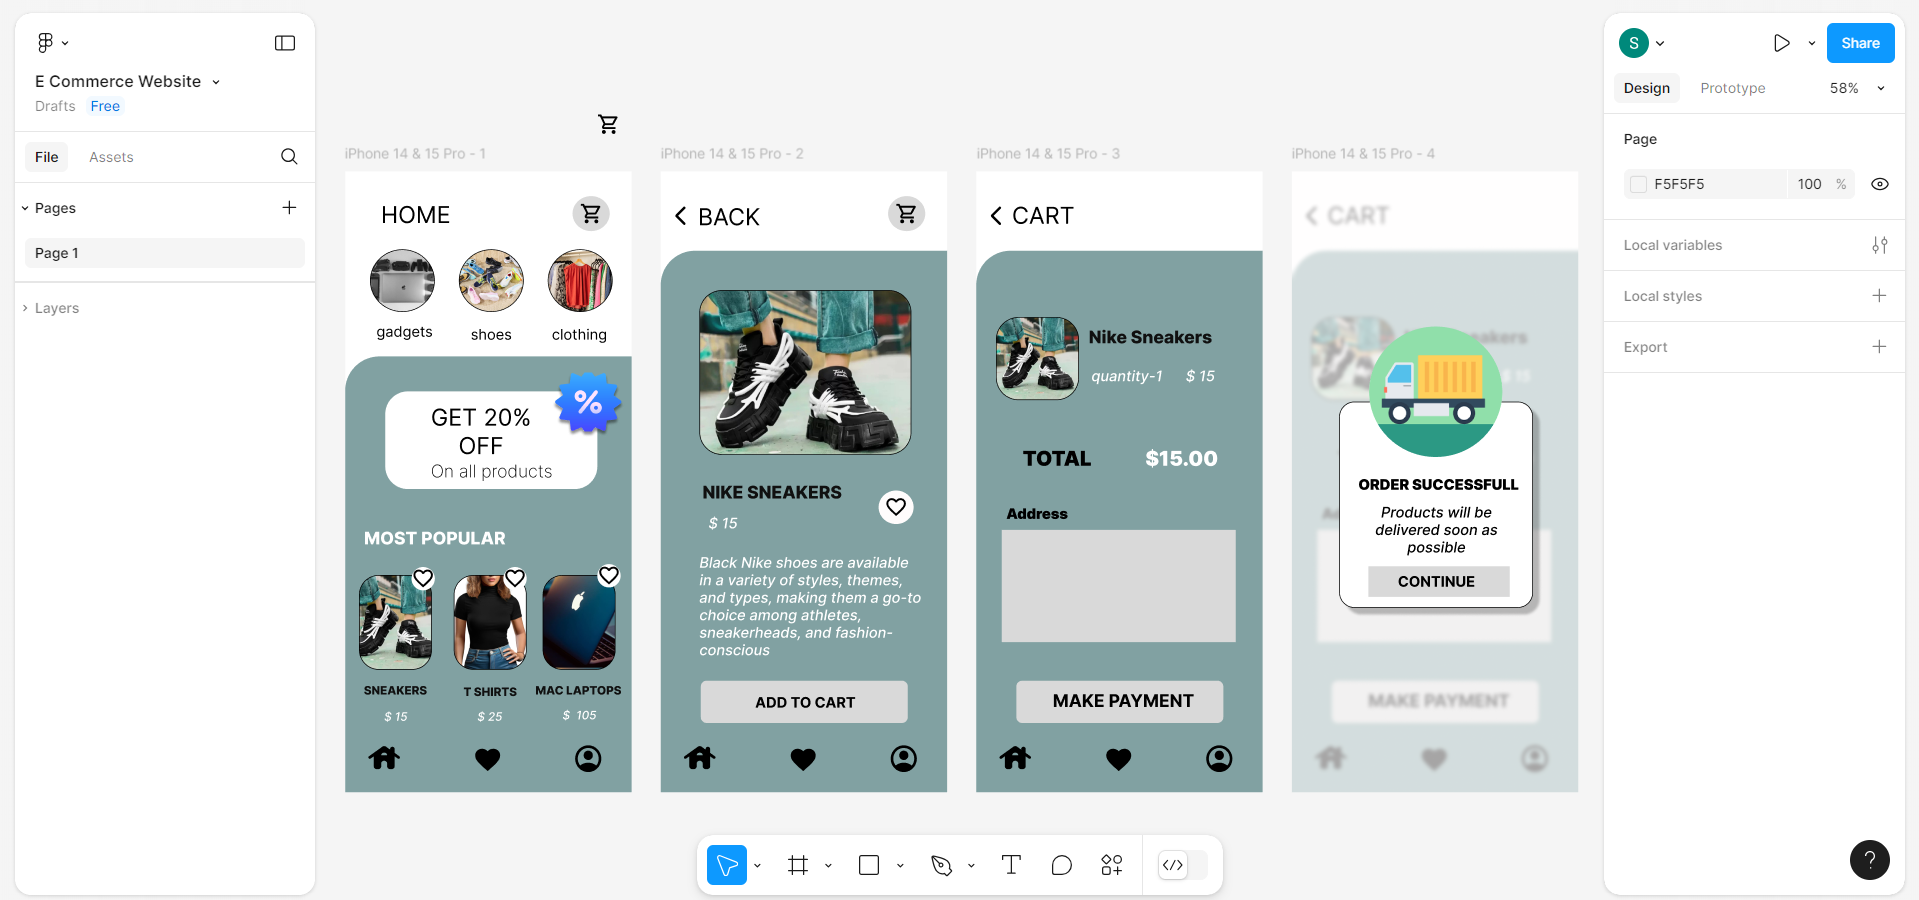 E Commerce Website
Drafts Free
File Assets
Pages
Page 1
Layers
iPhone 14 & 15 Pro - 1
HOME
gadgets shoes clothing
GET 20%
OFF
On all products
%
MOST POPULAR
SNEAKERS T SHIRTS MAC LAPTOPS
$ 15 $ 25 $ 105
iPhone 14 & 15 Pro - 2
BACK
NIKE SNEAKERS
$ 15
Black Nike shoes are available
in a variety of styles, themes,
and types, making them a go-to
choice among athletes,
sneakerheads, and fashion-
conscious
ADD TO CART
iPhone 14 & 15 Pro - 3
CART
Nike Sneakers
quantity-1 $ 15
TOTAL $15.00
Address
MAKE PAYMENT
iPhone 14 & 15 Pro - 4
CART
eakers
$ 15
ORDER SUCCESSFULL
Products will be
delivered soon as
possible
CONTINUE
MAKE PAYMENT
S
Share
Design Prototype 58%
Page
F5F5F5 100 %
Local variables
Local styles
Export
?